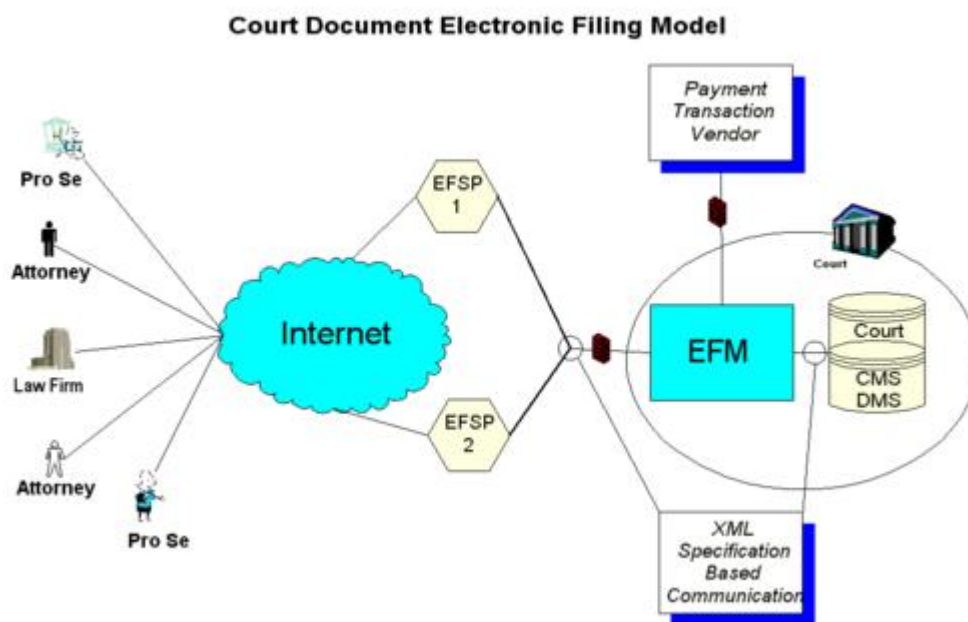 Court Document Electronic Filing Model
Payment
Transaction
Vendor
Pro Se
EFSP
1
Attorney
Court
Internet
EFM
Court
CMS
DMS
Law Firm
EFSP
2
Attorney
Pro Se
XML
Specification
Based
Communication